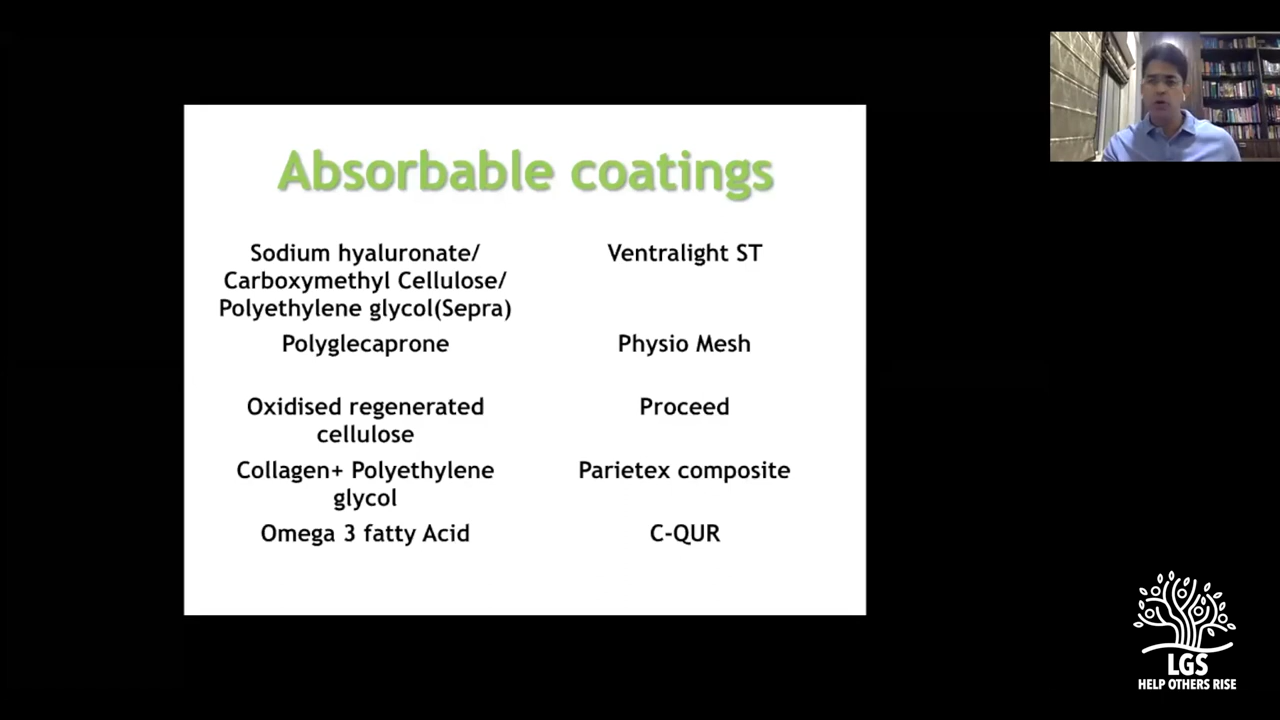 Absorbable coatings
Sodium hyaluronate/
Carboxymethyl Cellulose/
Polyethylene glycol(Sepra)
Ventralight ST
Polyglecaprone
Physio Mesh
Oxidised regenerated
cellulose
Proceed
Collagen+ Polyethylene
glycol
Parietex composite
Omega 3 fatty Acid
C-QUR
LGS
HELP OTHERS RISE